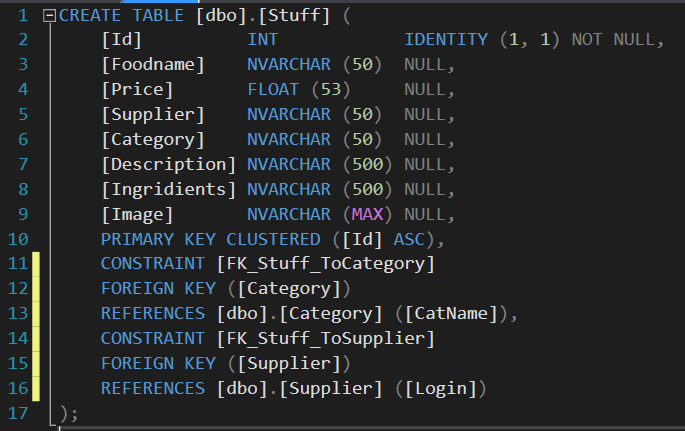 1 CREATE TABLE [dbo].[Stuff] (
2 [Id] INT IDENTITY (1, 1) NOT NULL,
3 [Foodname] NVARCHAR (50) NULL,
4 [Price] FLOAT (53) NULL,
5 [Supplier] NVARCHAR (50) NULL,
6 [Category] NVARCHAR (50) NULL,
7 [Description] NVARCHAR (500) NULL,
8 [Ingridients] NVARCHAR (500) NULL,
9 [Image] NVARCHAR (MAX) NULL,
10 PRIMARY KEY CLUSTERED ([Id] ASC),
11 CONSTRAINT [FK_Stuff_ToCategory]
12 FOREIGN KEY ([Category])
13 REFERENCES [dbo].[Category] ([CatName]),
14 CONSTRAINT [FK_Stuff_ToSupplier]
15 FOREIGN KEY ([Supplier])
16 REFERENCES [dbo].[Supplier] ([Login])
17 );